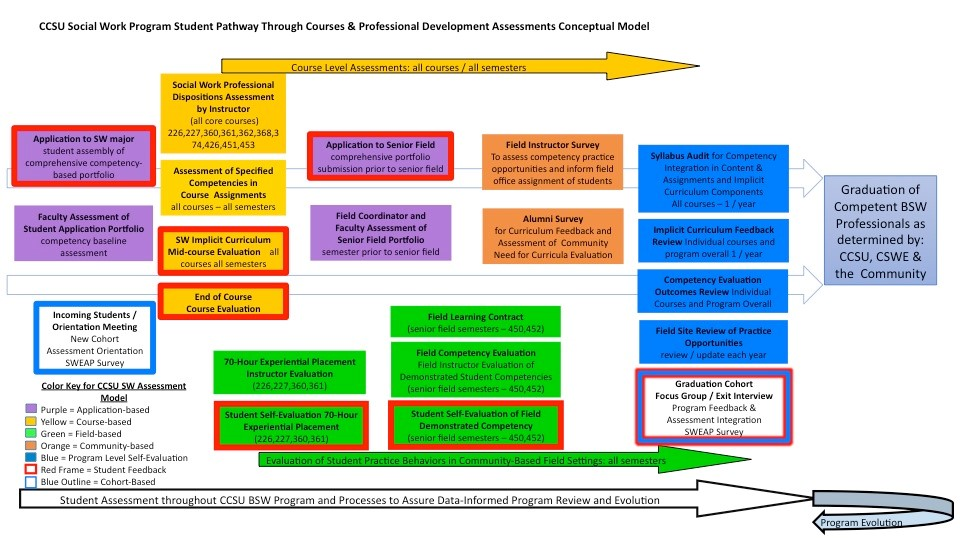 CCSU Social Work Program Student Pathway Through Courses & Professional Development Assessments Conceptual Model
Course Level Assessments: all courses / all semesters
Social Work Professional
Dispositions Assessment
by Instructor
(all core courses)
226,227,360,361,362,368,3
74,426,451,453
Application to SW major
student assembly of
comprehensive competency-
based portfolio
Assessment of Specified
Competencies in
Course Assignments
all courses – all semesters
Application to Senior Field
comprehensive portfolio
submission prior to senior field
Field Instructor Survey
To assess competency practice
opportunities and inform field
office assignment of students
Syllabus Audit for Competency
Integration in Content &
Assignments and Implicit
Curriculum Components
All courses – 1 / year
Graduation of
Competent BSW
Professionals as
determined by:
CCSU, CSWE &
the Community
Faculty Assessment of
Student Application Portfolio
competency baseline
assessment
SW Implicit Curriculum
Mid-course Evaluation all
courses all semesters
Field Coordinator and
Faculty Assessment of
Senior Field Portfolio
semester prior to senior field
Alumni Survey
for Curriculum Feedback and
Assessment of Community
Need for Curricula Evaluation
Implicit Curriculum Feedback
Review Individual courses and
program overall 1 / year
End of Course
Course Evaluation
Competency Evaluation
Outcomes Review Individual
Courses and Program Overall
Incoming Students /
Orientation Meeting
New Cohort
Assessment Orientation
SWEAP Survey
Field Learning Contract
(senior field semesters – 450,452)
Field Site Review of Practice
Opportunities
review / update each year
70-Hour Experiential Placement
Instructor Evaluation
(226,227,360,361)
Field Competency Evaluation
Field Instructor Evaluation of
Demonstrated Student Competencies
(senior field semesters – 450,452)
Graduation Cohort
Focus Group / Exit Interview
Program Feedback &
Assessment Integration
SWEAP Survey
Student Self-Evaluation 70-Hour
Experiential Placement
(226,227,360,361)
Student Self-Evaluation of Field
Demonstrated Competency
(senior field semesters – 450,452)
Color Key for CCSU SW Assessment
Model
Purple = Application-based
Yellow = Course-based
Green = Field-based
Orange = Community-based
Blue = Program Level Self-Evaluation
Red Frame = Student Feedback
Blue Outline = Cohort-Based
Evaluation of Student Practice Behaviors in Community-Based Field Settings: all semesters
Student Assessment throughout CCSU BSW Program and Processes to Assure Data-Informed Program Review and Evolution
Program Evolution